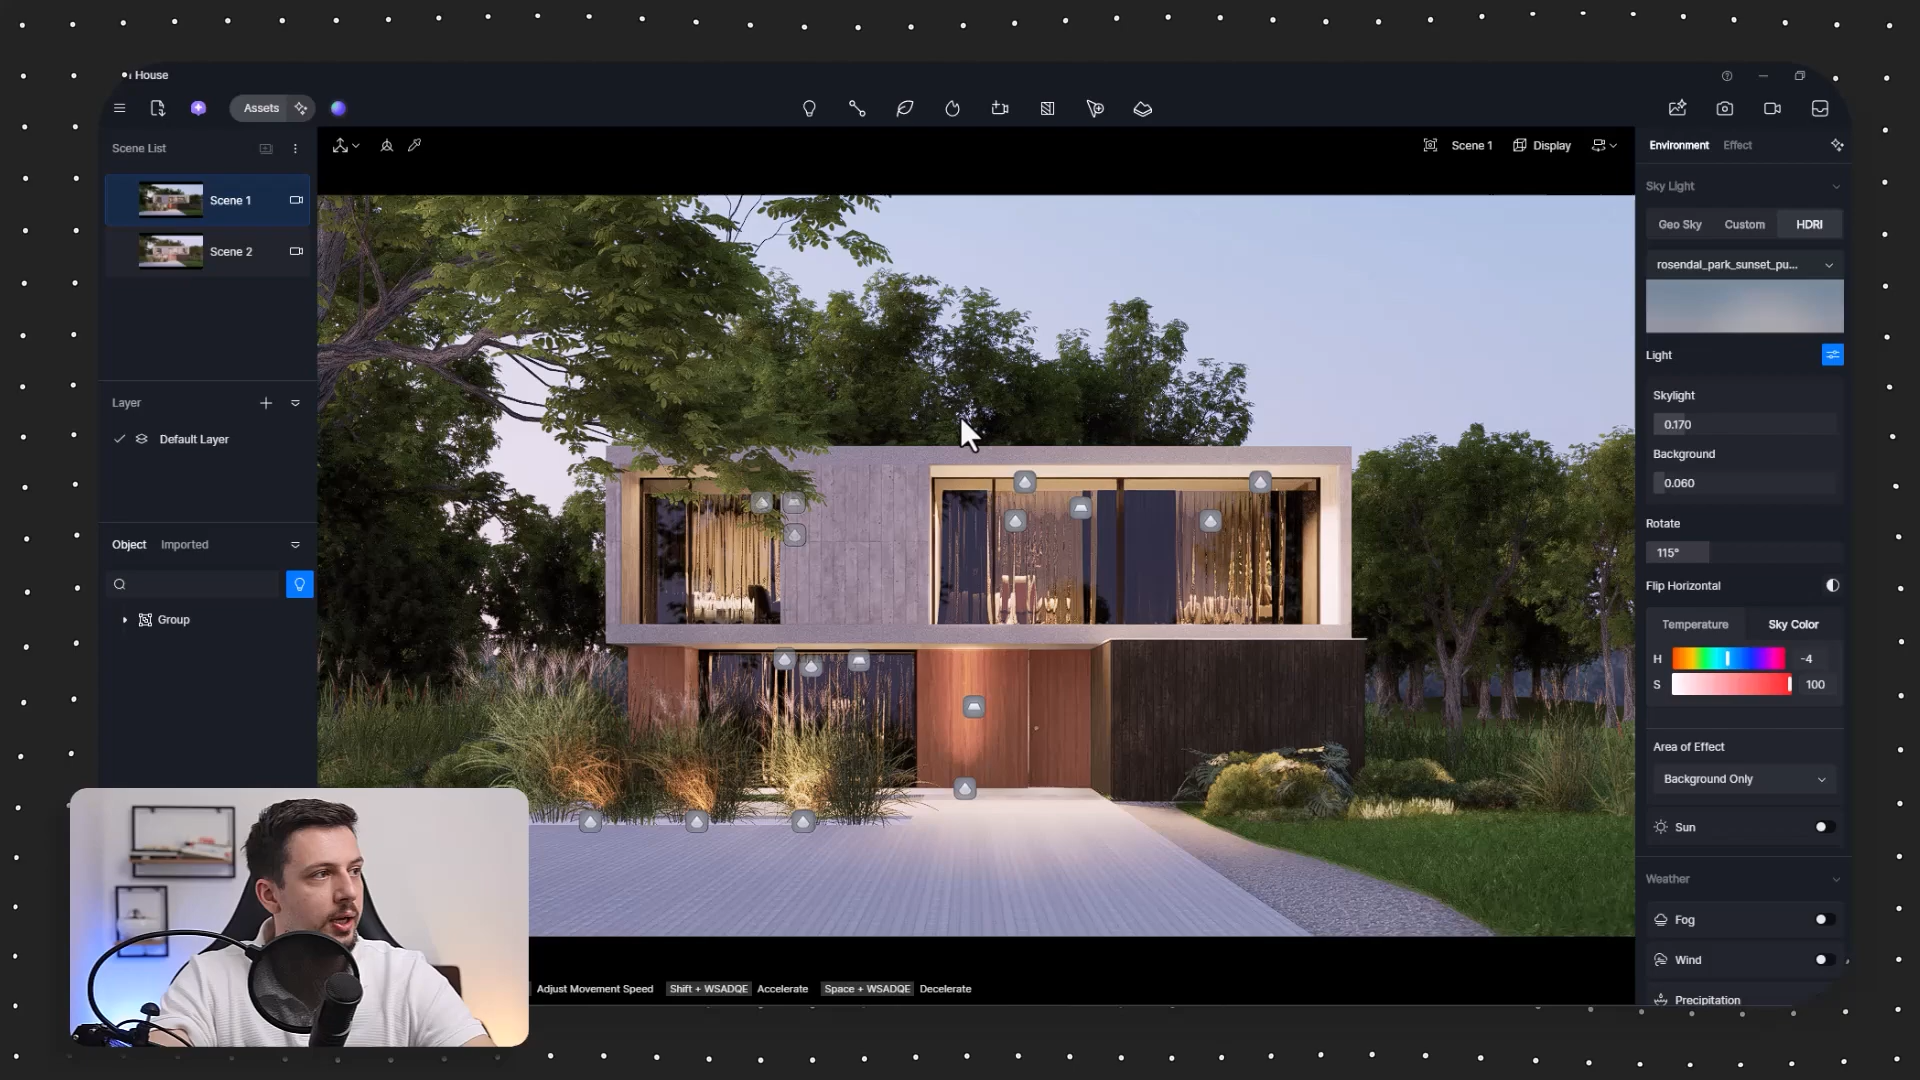 House
Assets
Scene List
Scene 1
Scene 2
Layer
Default Layer
Object Imported
Group
Scene 1 Display
Adjust Movement Speed Shift + WSADQE Accelerate Space + WSADQE Decelerate
Environment Effect
Sky Light
Geo Sky Custom HDRI
rosendal_park_sunset_pu...
Light
Skylight
0.170
Background
0.060
Rotate
115°
Flip Horizontal
Temperature Sky Color
H -4
S 100
Area of Effect
Background Only
Sun
Weather
Fog
Wind
Precipitation